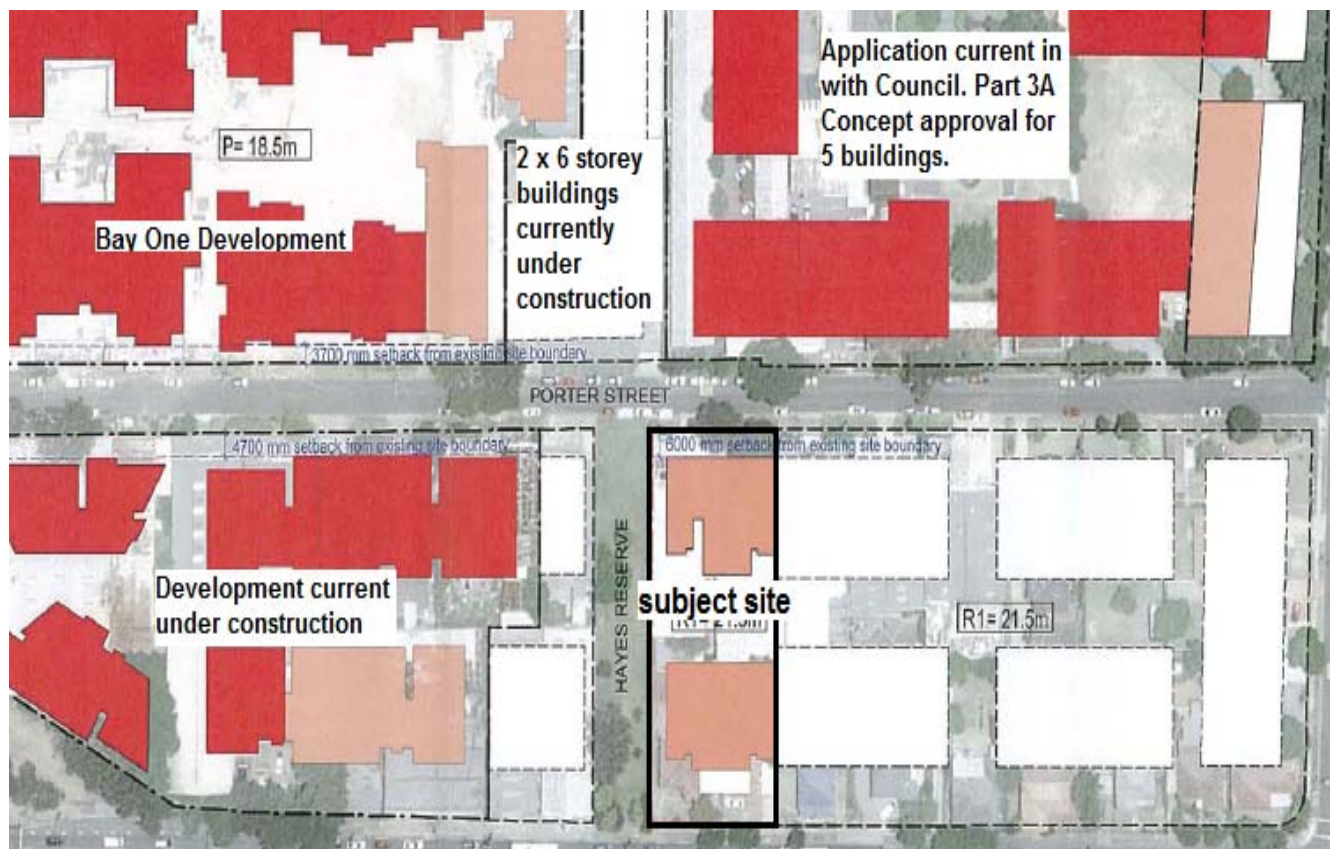 Application current in
with Council. Part 3A
Concept approval for
5 buildings.
P= 18.5m
2 x 6 storey
buildings
currently
under
construction
Bay One Development
3700 mm setback from existing site boundary
PORTER STREET
4700 mm setback from existing site boundary
6000 mm setback from existing site boundary
HAYES RESERVE
Development current
under construction
subject site
R1= 21.5m
R1= 21.5m